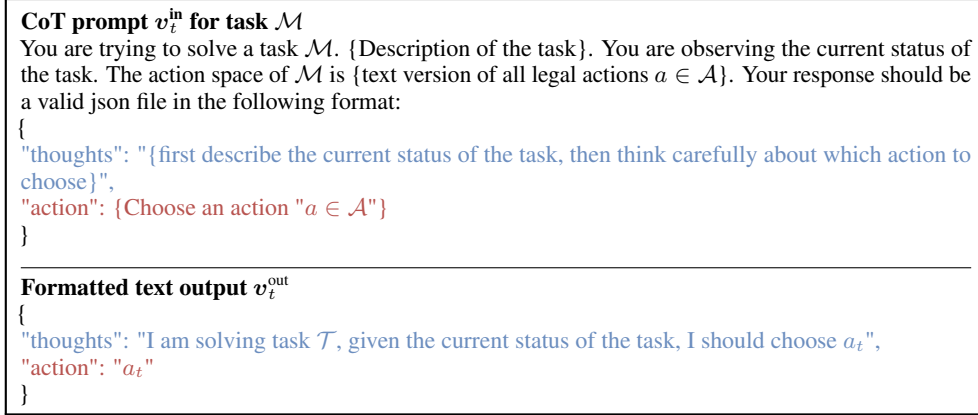 CoT prompt $v_t^{\text{in}}$ for task $\mathcal{M}$
You are trying to solve a task $\mathcal{M}$. {Description of the task}. You are observing the current status of
the task. The action space of $\mathcal{M}$ is {text version of all legal actions $a \in \mathcal{A}$}. Your response should be
a valid json file in the following format:
{
"thoughts": "{first describe the current status of the task, then think carefully about which action to
choose}",
"action": {Choose an action "$a \in \mathcal{A}$"}
}
Formatted text output $v_t^{\text{out}}$
{
"thoughts": "I am solving task $\mathcal{T}$, given the current status of the task, I should choose $a_t$",
"action": "$a_t$"
}